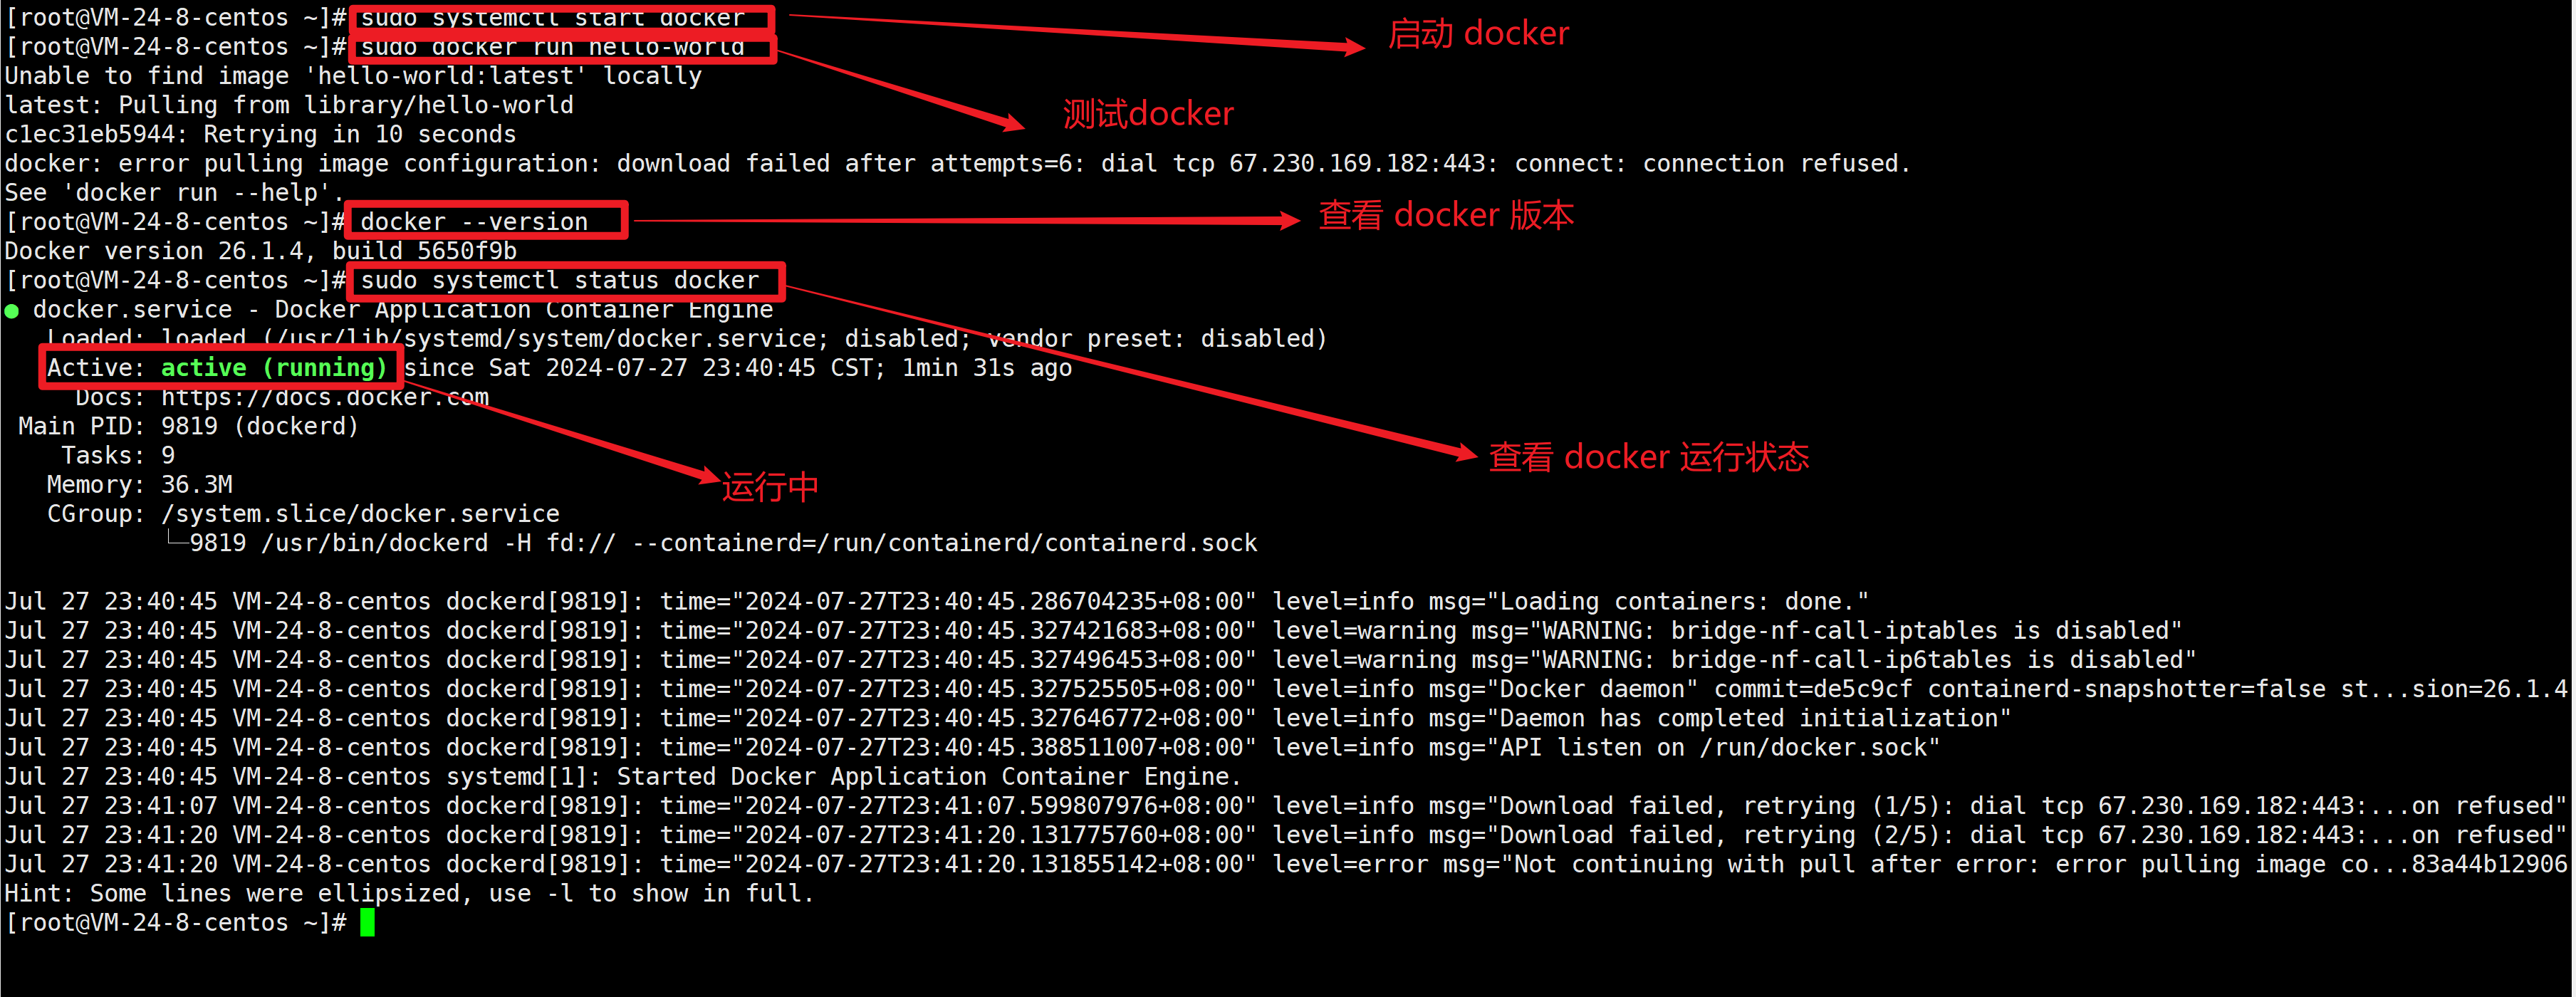 [root@VM-24-8-centos ~]# sudo systemctl start docker
启动 docker
[root@VM-24-8-centos ~]# sudo docker run hello-world
Unable to find image 'hello-world:latest' locally
latest: Pulling from library/hello-world
测试docker
c1ec31eb5944: Retrying in 10 seconds
docker: error pulling image configuration: download failed after attempts=6: dial tcp 67.230.169.182:443: connect: connection refused.
See 'docker run --help'.
[root@VM-24-8-centos ~]# docker --version
查看 docker 版本
Docker version 26.1.4, build 5650f9b
[root@VM-24-8-centos ~]# sudo systemctl status docker
● docker.service - Docker Application Container Engine
Loaded: loaded (/usr/lib/systemd/system/docker.service; disabled; vendor preset: disabled)
Active: active (running) since Sat 2024-07-27 23:40:45 CST; 1min 31s ago
Docs: https://docs.docker.com
Main PID: 9819 (dockerd)
Tasks: 9
查看 docker 运行状态
Memory: 36.3M
运行中
CGroup: /system.slice/docker.service
└─9819 /usr/bin/dockerd -H fd:// --containerd=/run/containerd/containerd.sock
Jul 27 23:40:45 VM-24-8-centos dockerd[9819]: time="2024-07-27T23:40:45.286704235+08:00" level=info msg="Loading containers: done."
Jul 27 23:40:45 VM-24-8-centos dockerd[9819]: time="2024-07-27T23:40:45.327421683+08:00" level=warning msg="WARNING: bridge-nf-call-iptables is disabled"
Jul 27 23:40:45 VM-24-8-centos dockerd[9819]: time="2024-07-27T23:40:45.327496453+08:00" level=warning msg="WARNING: bridge-nf-call-ip6tables is disabled"
Jul 27 23:40:45 VM-24-8-centos dockerd[9819]: time="2024-07-27T23:40:45.327525505+08:00" level=info msg="Docker daemon" commit=de5c9cf containerd-snapshotter=false st...sion=26.1.4
Jul 27 23:40:45 VM-24-8-centos dockerd[9819]: time="2024-07-27T23:40:45.327646772+08:00" level=info msg="Daemon has completed initialization"
Jul 27 23:40:45 VM-24-8-centos dockerd[9819]: time="2024-07-27T23:40:45.388511007+08:00" level=info msg="API listen on /run/docker.sock"
Jul 27 23:40:45 VM-24-8-centos systemd[1]: Started Docker Application Container Engine.
Jul 27 23:41:07 VM-24-8-centos dockerd[9819]: time="2024-07-27T23:41:07.599807976+08:00" level=info msg="Download failed, retrying (1/5): dial tcp 67.230.169.182:443:...on refused"
Jul 27 23:41:20 VM-24-8-centos dockerd[9819]: time="2024-07-27T23:41:20.131775760+08:00" level=info msg="Download failed, retrying (2/5): dial tcp 67.230.169.182:443:...on refused"
Jul 27 23:41:20 VM-24-8-centos dockerd[9819]: time="2024-07-27T23:41:20.131855142+08:00" level=error msg="Not continuing with pull after error: error pulling image co...83a44b12906
Hint: Some lines were ellipsized, use -l to show in full.
[root@VM-24-8-centos ~]#